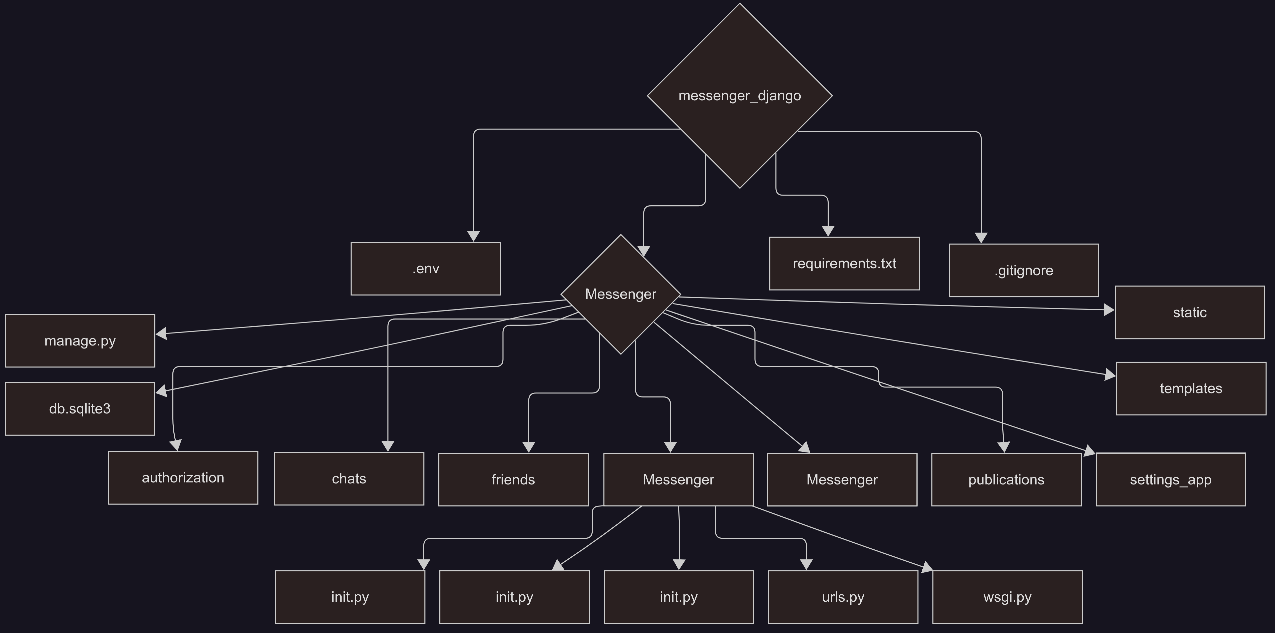 messenger_django
.env
requirements.txt
.gitignore
Messenger
static
manage.py
templates
db.sqlite3
authorization
chats
friends
Messenger
Messenger
publications
settings_app
init.py
init.py
init.py
urls.py
wsgi.py